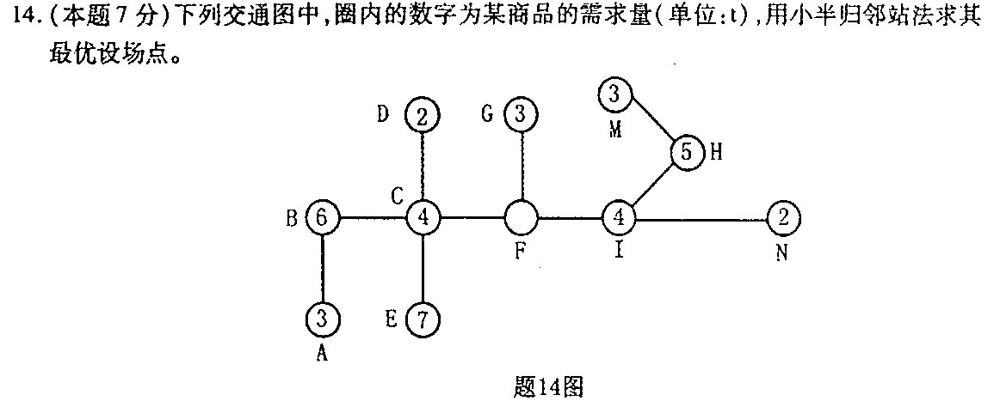 14.(本题7分)下列交通图中,圈内的数字为某商品的需求量(单位:t),用小半归邻站法求其
最优设场点。
3
M
D 2
G 3
5 H
C
B 6
4
F
4
I
2
N
3
A
E 7
题14图